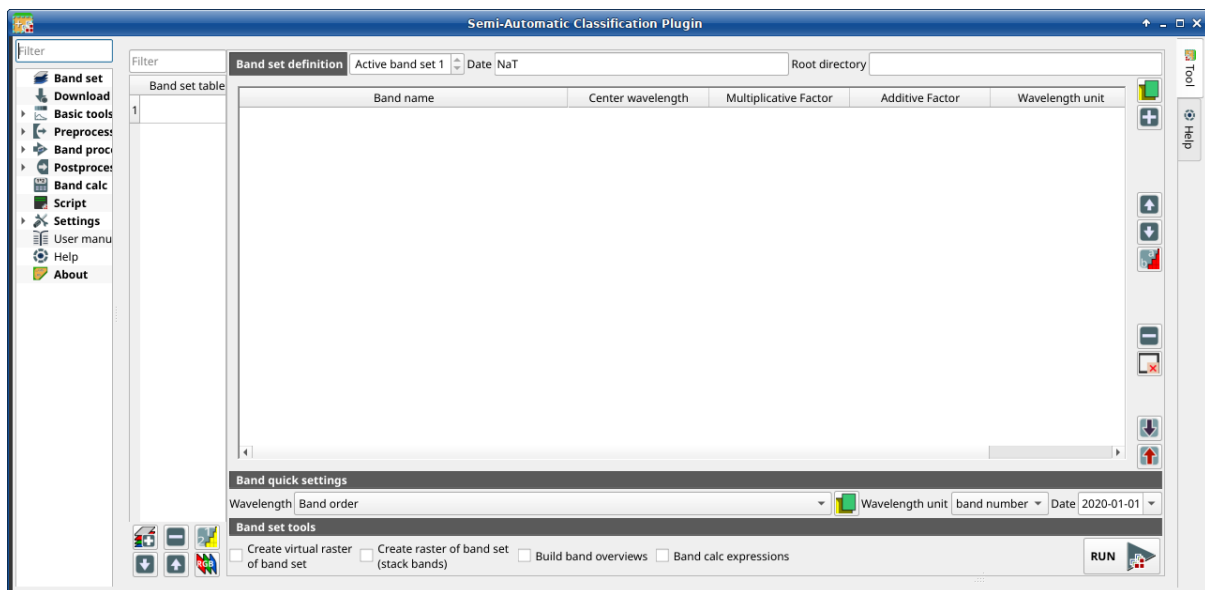 Semi-Automatic Classification Plugin
Filter
Band set
Download
Basic tools
Preprocess
Band proc
Postproces
Band calc
Script
Settings
User manu
Help
About
Filter
Band set table
1
Band set definition Active band set 1 Date NaT Root directory
Band name Center wavelength Multiplicative Factor Additive Factor Wavelength unit
Band quick settings
Wavelength Band order Wavelength unit band number Date 2020-01-01
Band set tools
Create virtual raster
of band set
Create raster of band set
(stack bands)
Build band overviews
Band calc expressions
RUN
RGB
Tool
Help